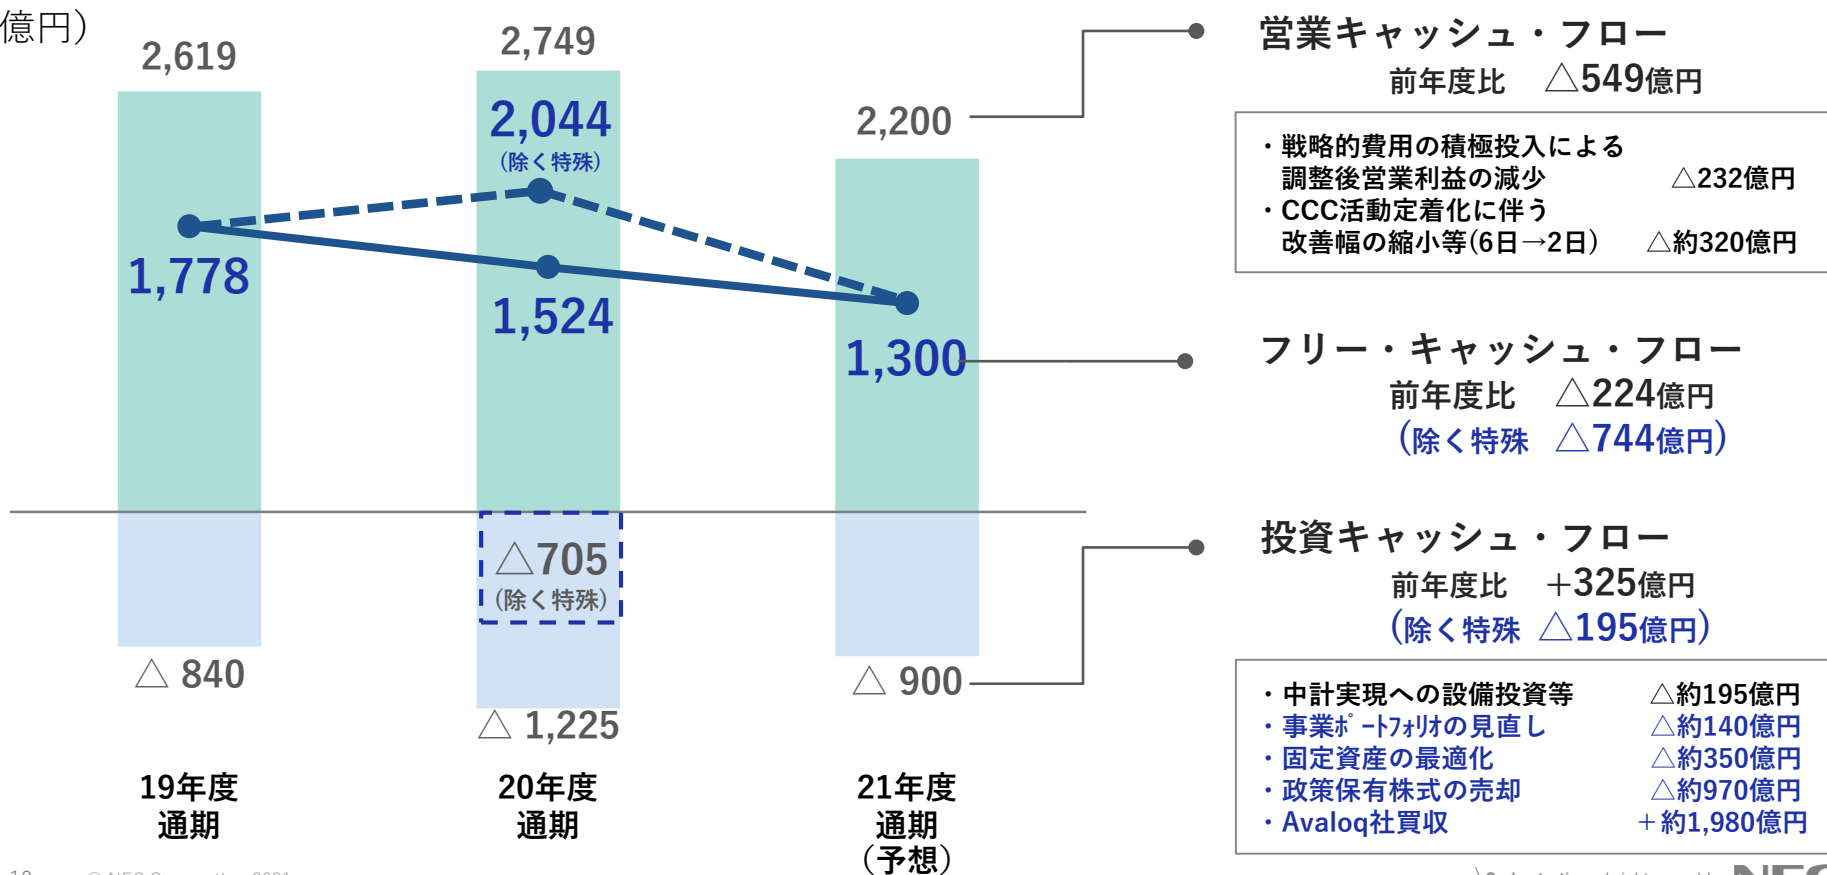 億円)
2,619
2,749
2,044
(除く特殊)
2,200
1,778
1,524
1,300
△705
(除く特殊)
△ 840
△ 1,225
△ 900
19年度
通期
20年度
通期
21年度
通期
(予想)
営業キャッシュ・フロー
前年度比 △549億円
・戦略的費用の積極投入による
調整後営業利益の減少 △232億円
・CCC活動定着化に伴う
改善幅の縮小等(6日→2日) △約320億円
フリー・キャッシュ・フロー
前年度比 △224億円
(除く特殊 △744億円)
投資キャッシュ・フロー
前年度比 +325億円
(除く特殊 △195億円)
・中計実現への設備投資等 △約195億円
・事業ﾎﾟｰﾄﾌｫﾘｵの見直し △約140億円
・固定資産の最適化 △約350億円
・政策保有株式の売却 △約970億円
・Avaloq社買収 +約1,980億円
NEC